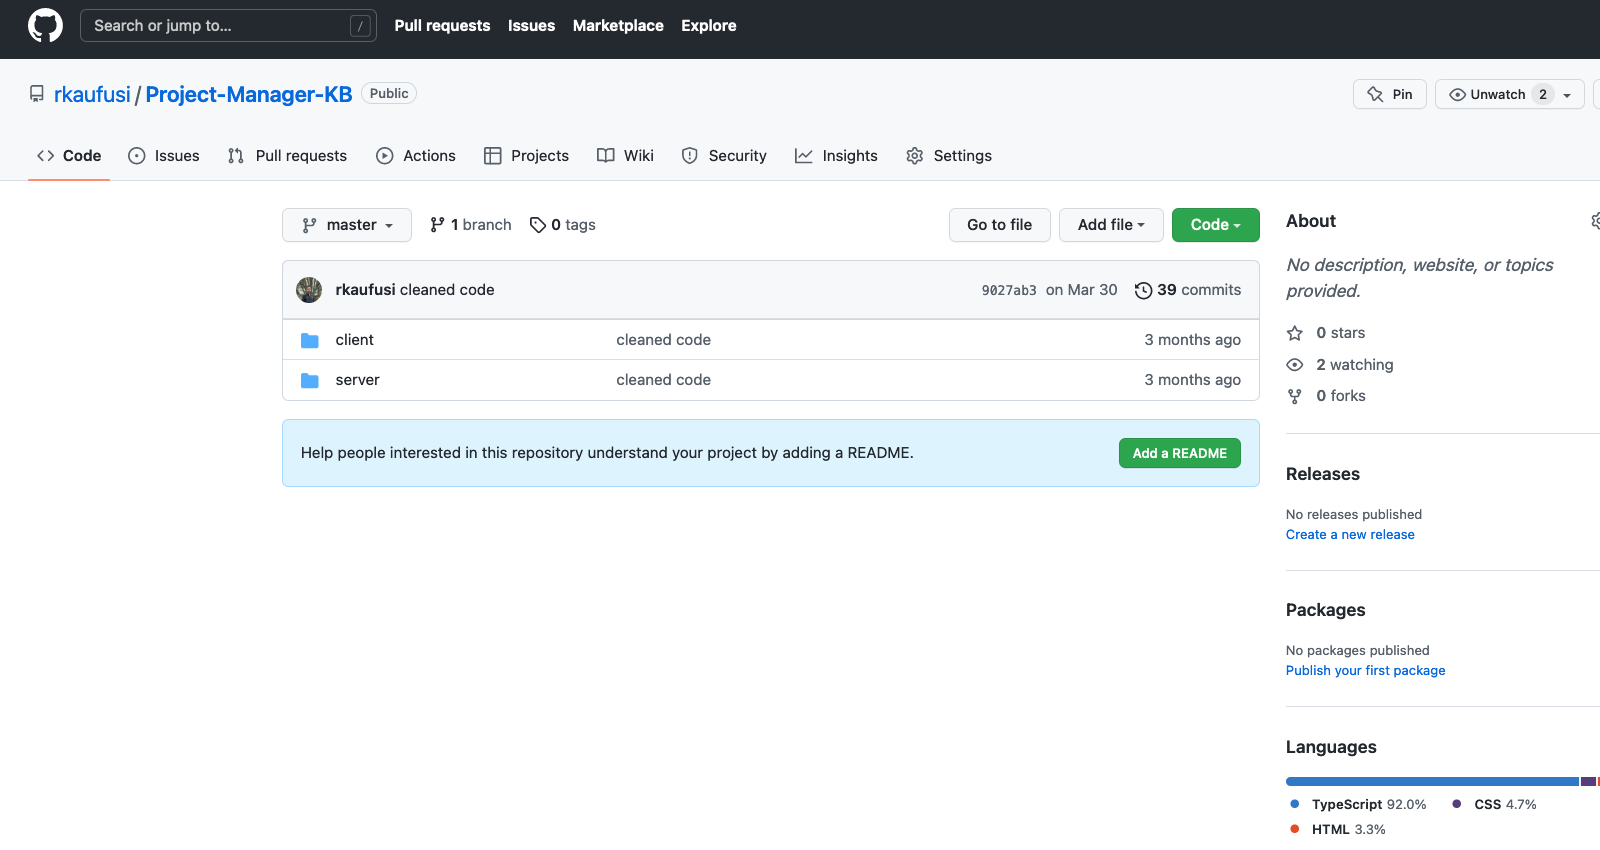 Search or jump to... /
Pull requests Issues Marketplace Explore
rkaufusi / Project-Manager-KB Public
Pin Unwatch 2
Code Issues Pull requests Actions Projects Wiki Security Insights Settings
master 1 branch 0 tags
Go to file Add file Code
rkaufusi cleaned code 9027ab3 on Mar 30 39 commits
client cleaned code 3 months ago
server cleaned code 3 months ago
Help people interested in this repository understand your project by adding a README.
Add a README
About
No description, website, or topics
provided.
0 stars
2 watching
0 forks
Releases
No releases published
Create a new release
Packages
No packages published
Publish your first package
Languages
TypeScript 92.0% CSS 4.7%
HTML 3.3%